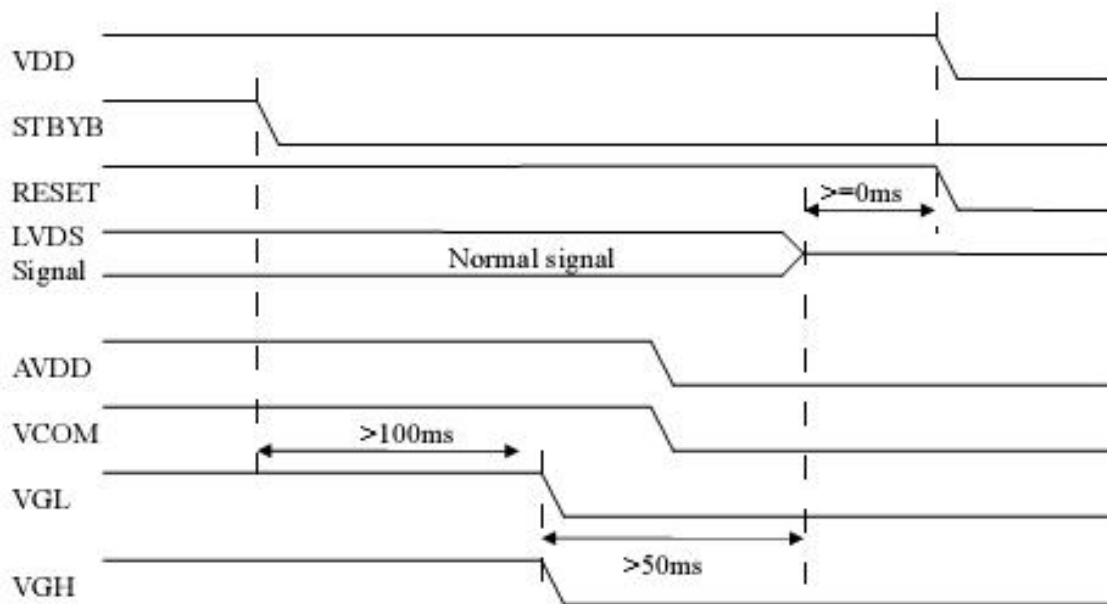 VDD
STBYB
RESET
>=0ms
LVDS
Signal
Normal signal
AVDD
VCOM
>100ms
VGL
>50ms
VGH